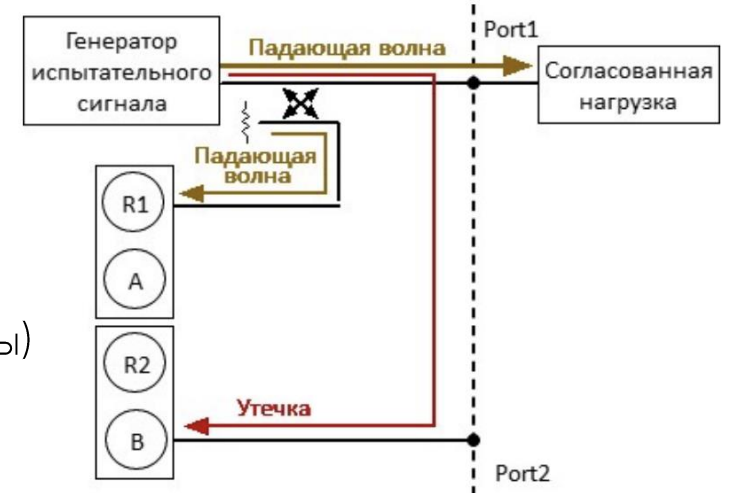 Port1
Генератор
испытательного
сигнала
Падающая волна
Согласованная
нагрузка
Падающая
волна
R1
A
ы)
R2
Утечка
B
Port2